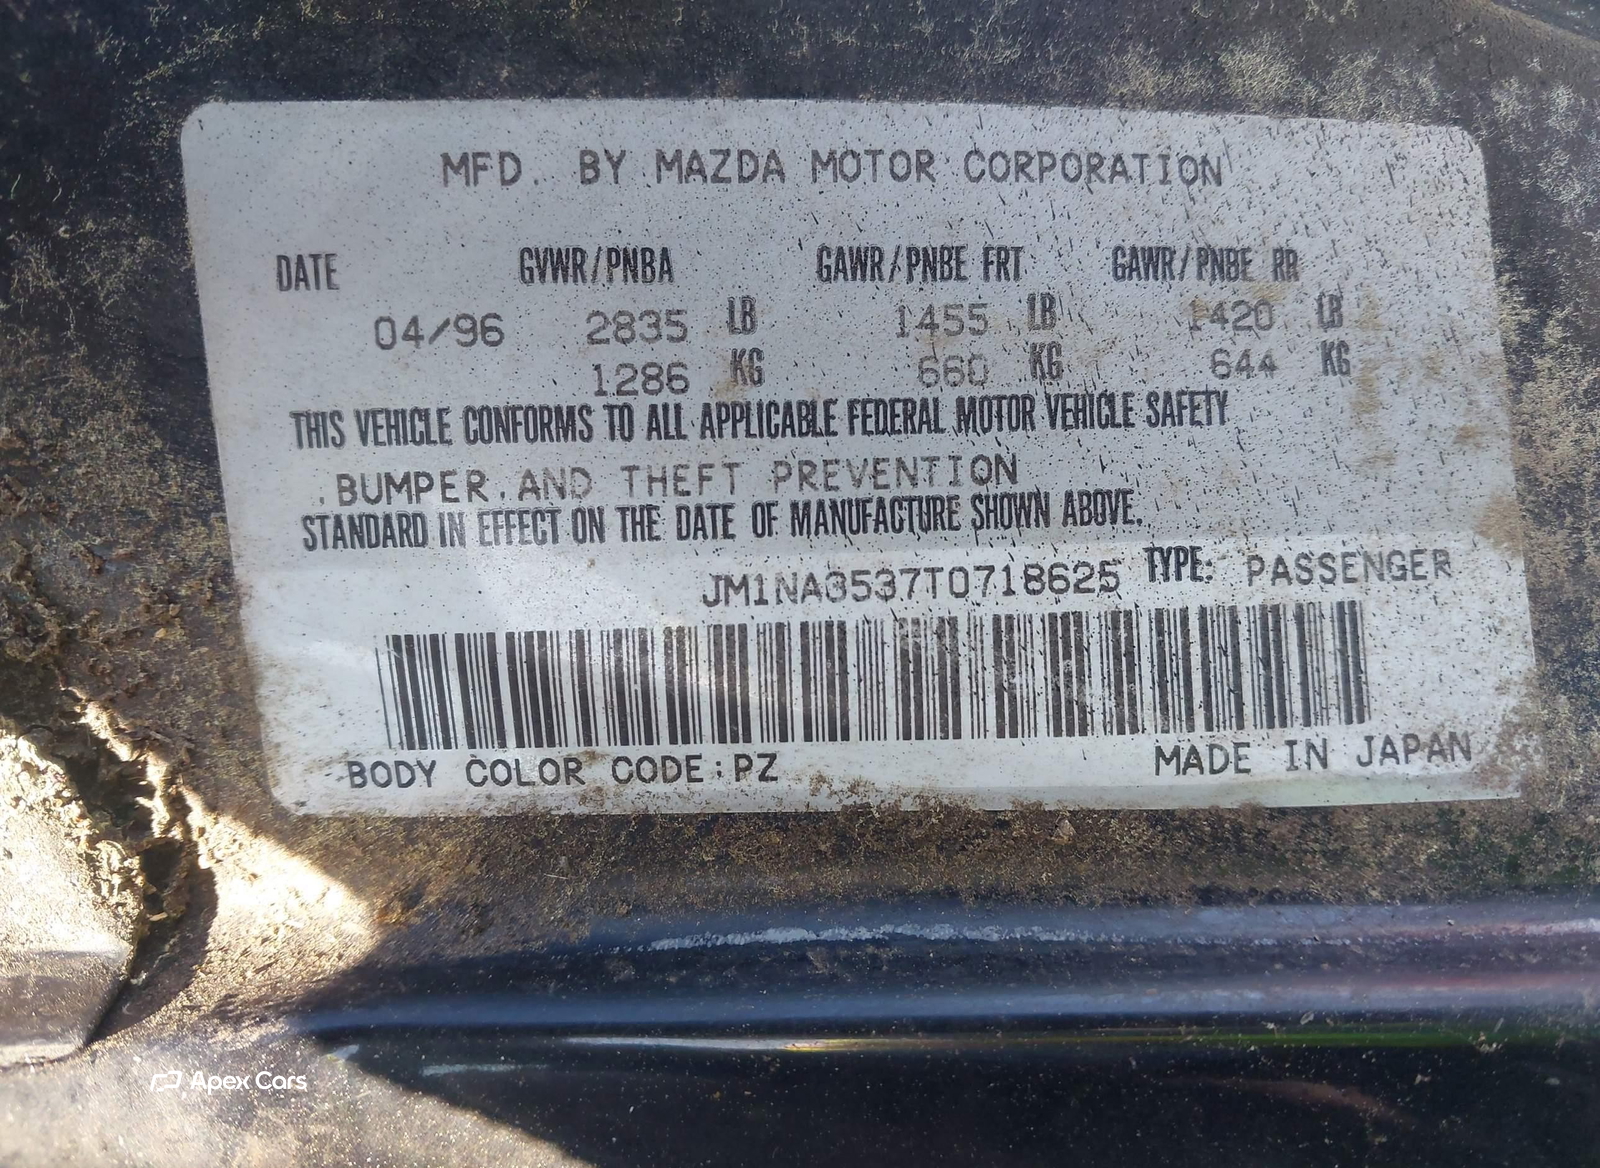 MFD. BY MAZDA MOTOR CORPORATION
DATE GVWR/PNBA GAWR/PNBE FRT GAWR/PNBE RR
04/96 2835 LB 1455 LB 1420 LB
1286 KG 660 KG 644 KG
THIS VEHICLE CONFORMS TO ALL APPLICABLE FEDERAL MOTOR VEHICLE SAFETY
,BUMPER,AND THEFT PREVENTION
STANDARD IN EFFECT ON THE DATE OF MANUFACTURE SHOWN ABOVE.
JM1NA3537T0718625 TYPE: PASSENGER
BODY COLOR CODE:PZ MADE IN JAPAN
Apex Cars